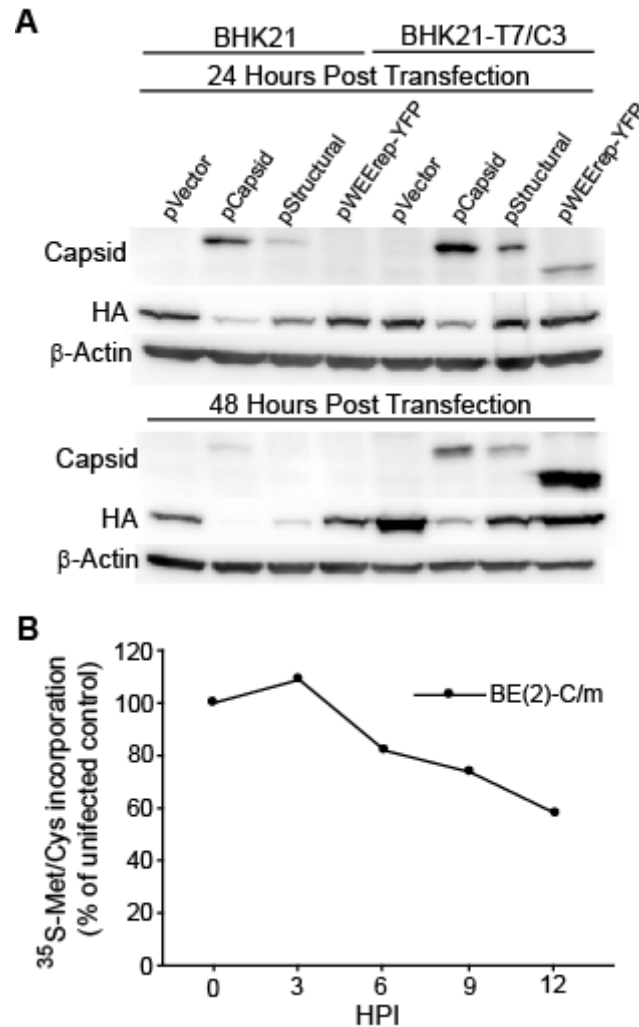 A
BHK21 BHK21-T7/C3
24 Hours Post Transfection
pVector pCapsid pStructural pWEErep-YFP pVector pCapsid pStructural pWEErep-YFP
Capsid
HA
β-Actin
48 Hours Post Transfection
Capsid
HA
β-Actin
B
35S-Met/Cys incorporation
(% of unifected control)
120
100
80
60
40
20
0
BE(2)-C/m
0 3 6 9 12
HPI